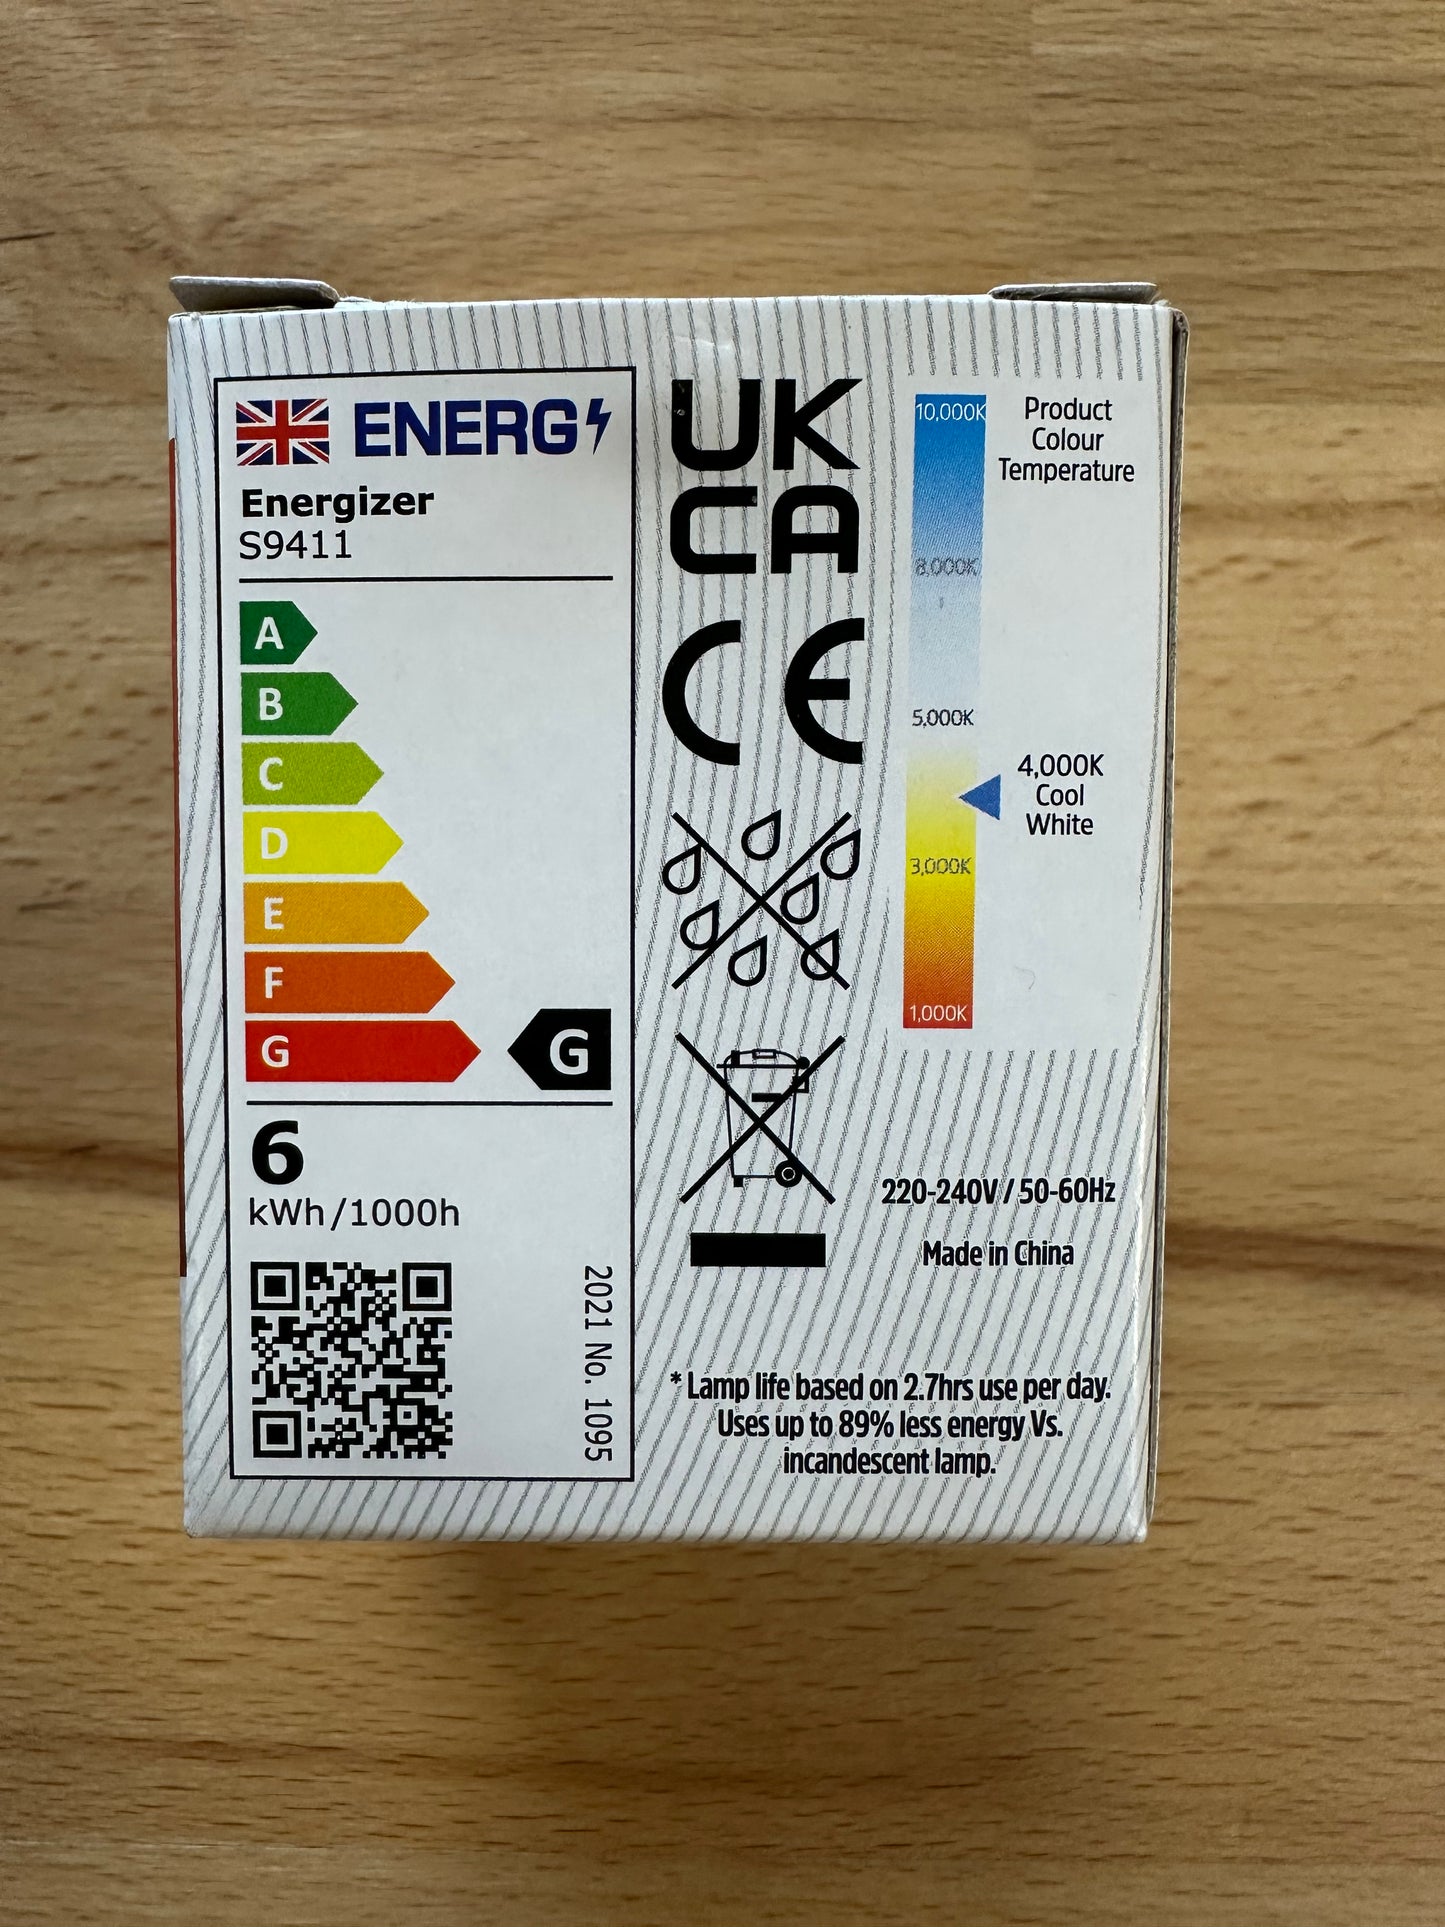 ENERG
Energizer
S9411
A
B
C
D
E
F
G
G
6
kWh/1000h
2021 No. 1095
UK
CA
CE
10,000K
8,000K
5,000K
3,000K
1,000K
Product
Colour
Temperature
4,000K
Cool
White
220-240V / 50-60Hz
Made in China
* Lamp life based on 2.7hrs use per day.
Uses up to 89% less energy Vs.
incandescent lamp.